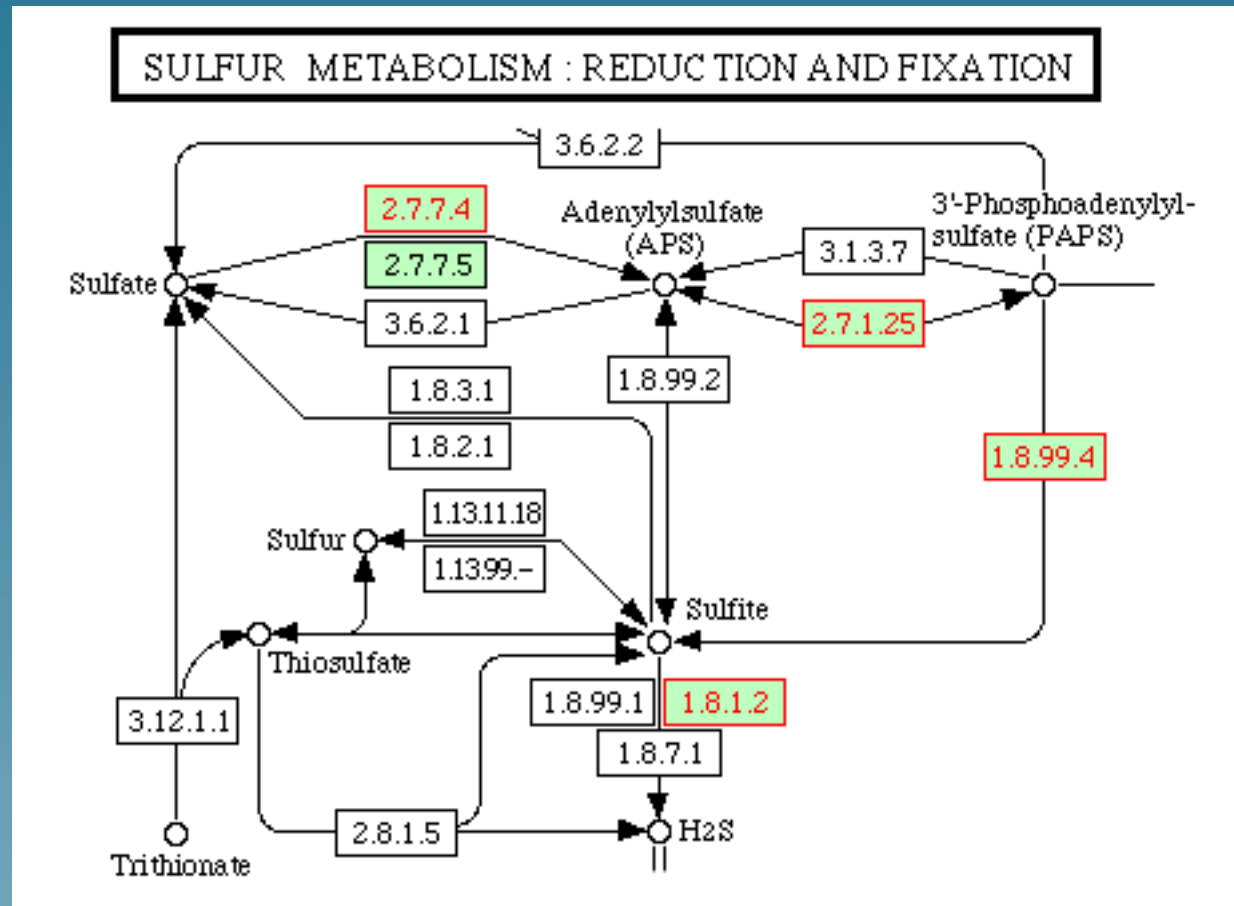 SULFUR METABOLISM : REDUCTION AND FIXATION
3.6.2.2
2.7.7.4
Adenylylsulfate
(APS)
3'-Phosphoadenylyl-
sulfate (PAPS)
3.1.3.7
2.7.7.5
Sulfate
3.6.2.1
2.7.1.25
1.8.99.2
1.8.3.1
1.8.2.1
1.8.99.4
1.13.11.18
Sulfur
1.13.99.–
Sulfite
Thiosulfate
1.8.99.1
1.8.1.2
3.12.1.1
1.8.7.1
2.8.1.5
H2S
Trithionate